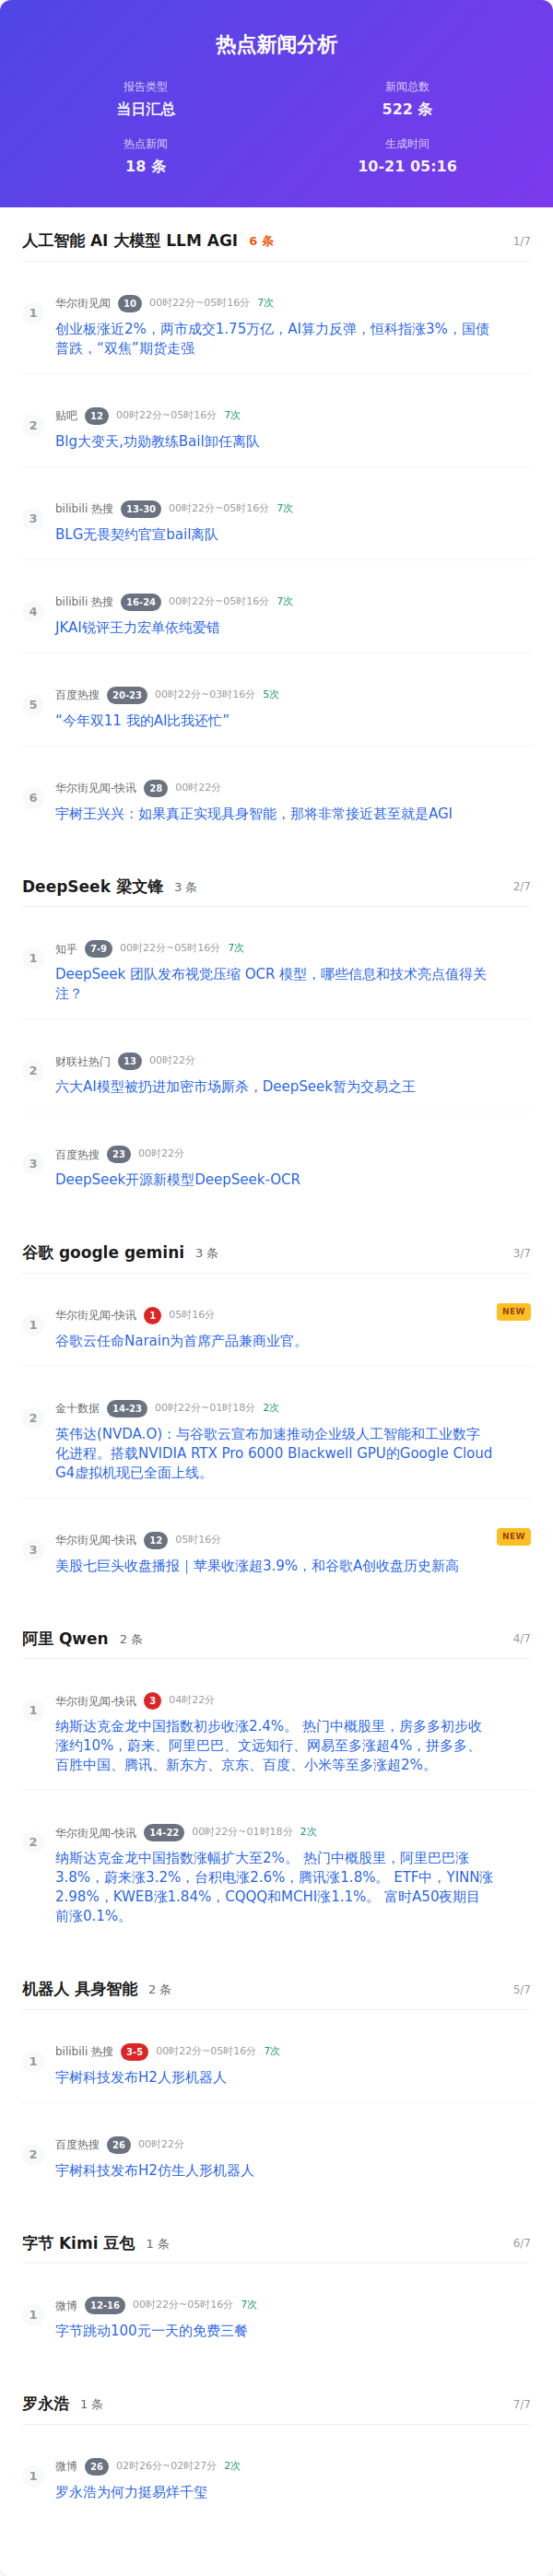 热点新闻分析
报告类型
当日汇总
新闻总数
522 条
热点新闻
18 条
生成时间
10-21 05:16
人工智能 AI 大模型 LLM AGI 6 条 1/7
1
华尔街见闻 10 00时22分~05时16分 7次
创业板涨近2%，两市成交1.75万亿，AI算力反弹，恒科指涨3%，国债
普跌，“双焦”期货走强
2
贴吧 12 00时22分~05时16分 7次
Blg大变天,功勋教练Bail卸任离队
3
bilibili 热搜 13-30 00时22分~05时16分 7次
BLG无畏契约官宣bail离队
4
bilibili 热搜 16-24 00时22分~05时16分 7次
JKAI锐评王力宏单依纯爱错
5
百度热搜 20-23 00时22分~03时16分 5次
“今年双11 我的AI比我还忙”
6
华尔街见闻-快讯 28 00时22分
宇树王兴兴：如果真正实现具身智能，那将非常接近甚至就是AGI
DeepSeek 梁文锋 3 条 2/7
1
知乎 7-9 00时22分~05时16分 7次
DeepSeek 团队发布视觉压缩 OCR 模型，哪些信息和技术亮点值得关
注？
2
财联社热门 13 00时22分
六大AI模型被扔进加密市场厮杀，DeepSeek暂为交易之王
3
百度热搜 23 00时22分
DeepSeek开源新模型DeepSeek-OCR
谷歌 google gemini 3 条 3/7
1
华尔街见闻-快讯 1 05时16分 NEW
谷歌云任命Narain为首席产品兼商业官。
2
金十数据 14-23 00时22分~01时18分 2次
英伟达(NVDA.O)：与谷歌云宣布加速推动企业级人工智能和工业数字
化进程。搭载NVIDIA RTX Pro 6000 Blackwell GPU的Google Cloud
G4虚拟机现已全面上线。
3
华尔街见闻-快讯 12 05时16分 NEW
美股七巨头收盘播报｜苹果收涨超3.9%，和谷歌A创收盘历史新高
阿里 Qwen 2 条 4/7
1
华尔街见闻-快讯 3 04时22分
纳斯达克金龙中国指数初步收涨2.4%。 热门中概股里，房多多初步收
涨约10%，蔚来、阿里巴巴、文远知行、网易至多涨超4%，拼多多、
百胜中国、腾讯、新东方、京东、百度、小米等至多涨超2%。
2
华尔街见闻-快讯 14-22 00时22分~01时18分 2次
纳斯达克金龙中国指数涨幅扩大至2%。 热门中概股里，阿里巴巴涨
3.8%，蔚来涨3.2%，台积电涨2.6%，腾讯涨1.8%。 ETF中，YINN涨
2.98%，KWEB涨1.84%，CQQQ和MCHI涨1.1%。 富时A50夜期目
前涨0.1%。
机器人 具身智能 2 条 5/7
1
bilibili 热搜 3-5 00时22分~05时16分 7次
宇树科技发布H2人形机器人
2
百度热搜 26 00时22分
宇树科技发布H2仿生人形机器人
字节 Kimi 豆包 1 条 6/7
1
微博 12-16 00时22分~05时16分 7次
字节跳动100元一天的免费三餐
罗永浩 1 条 7/7
1
微博 26 02时26分~02时27分 2次
罗永浩为何力挺易烊千玺